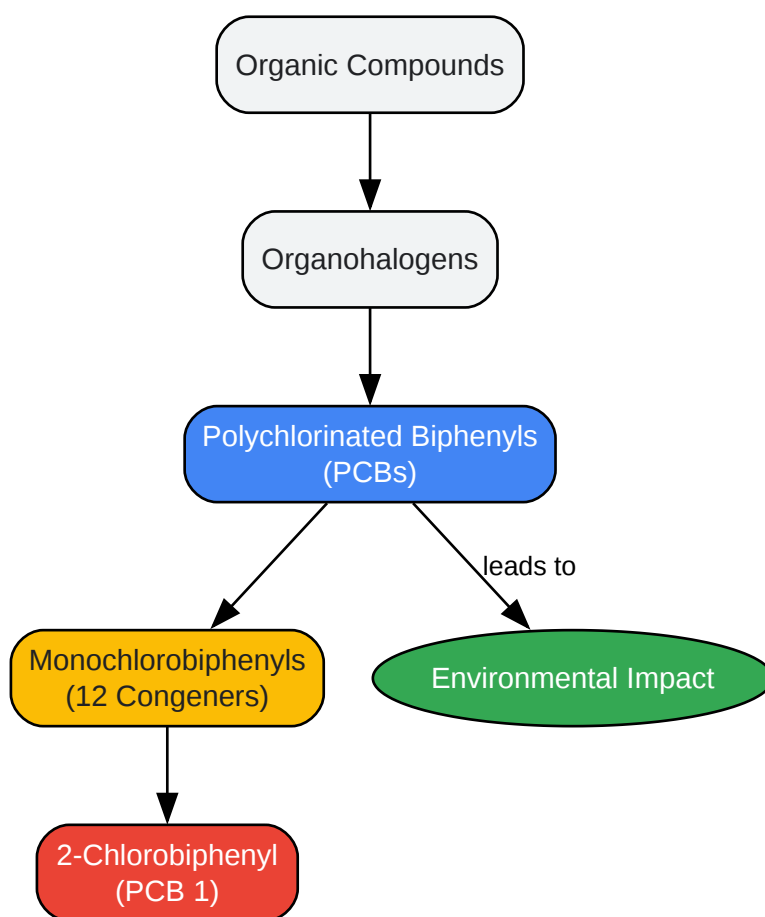 Organic Compounds
Organohalogens
Polychlorinated Biphenyls
(PCBs)
leads to
Monochlorobiphenyls
(12 Congeners)
Environmental Impact
2-Chlorobiphenyl
(PCB 1)